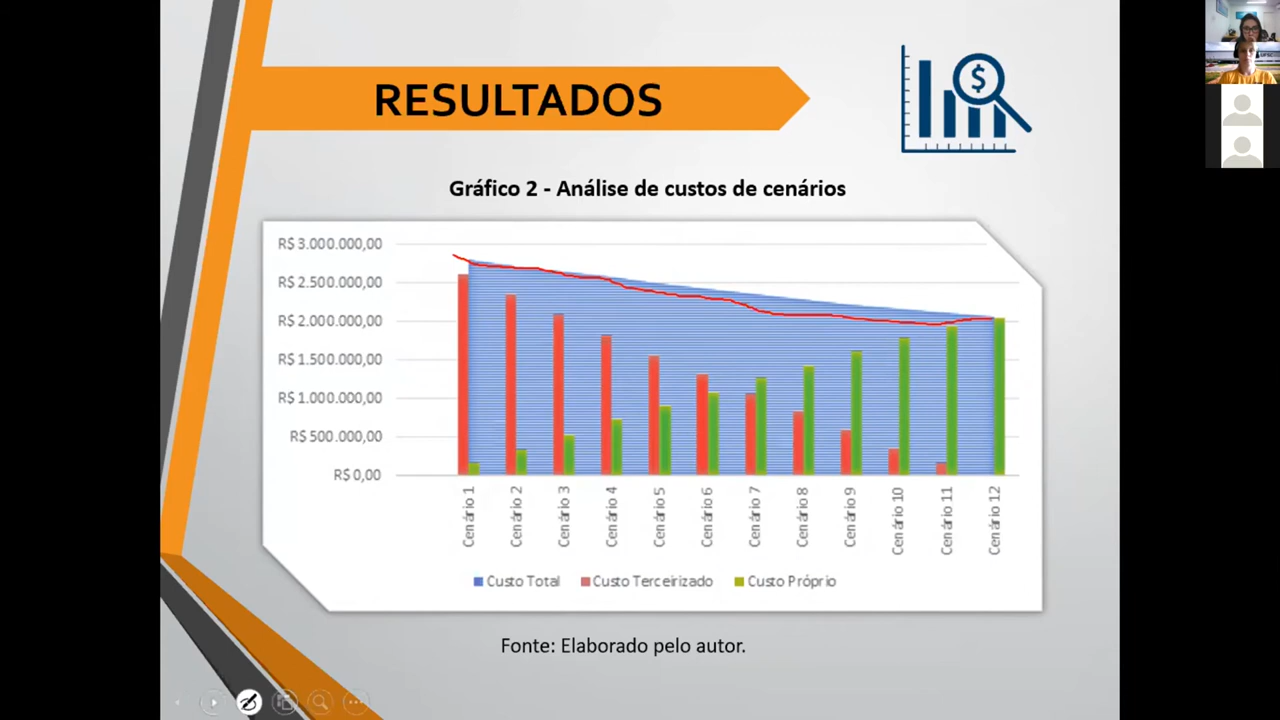 RESULTADOS
$
Gráfico 2 - Análise de custos de cenários
R$ 3.000.000,00
R$ 2.500.000,00
R$ 2.000.000,00
R$ 1.500.000,00
R$ 1.000.000,00
R$ 500.000,00
R$ 0,00
Cenário 1
Cenário 2
Cenário 3
Cenário 4
Cenário 5
Cenário 6
Cenário 7
Cenário 8
Cenário 9
Cenário 10
Cenário 11
Cenário 12
Custo Total Custo Terceirizado Custo Próprio
Fonte: Elaborado pelo autor.